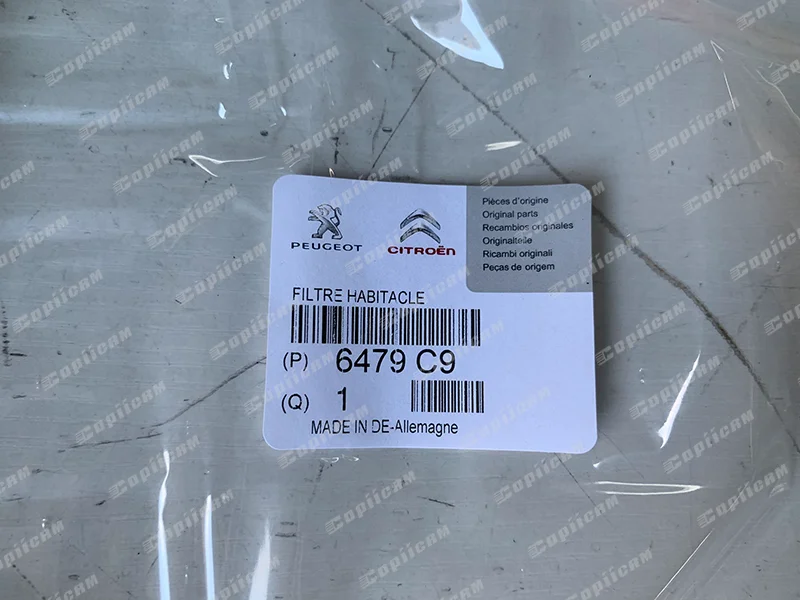 PEUGEOT
CITROËN
Pièces d'origine
Original parts
Recambios originales
Originalteile
Ricambi originali
Peças de origem
FILTRE HABITACLE
(P) 6479 C9
(Q) 1
MADE IN DE-Allemagne
CopiicAM